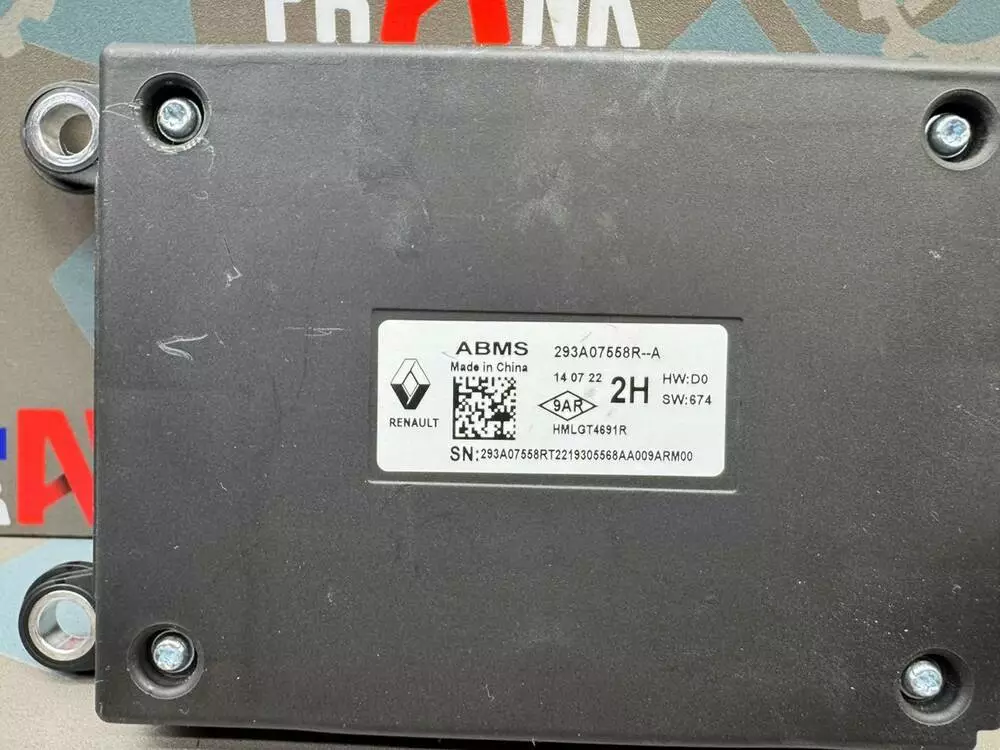 ABMS 293A07558R--A
Made in China
14 07 22 2H HW:D0
SW:674
9AR
RENAULT
HMLGT4691R
SN:293A07558RT2219305568AA009ARM00